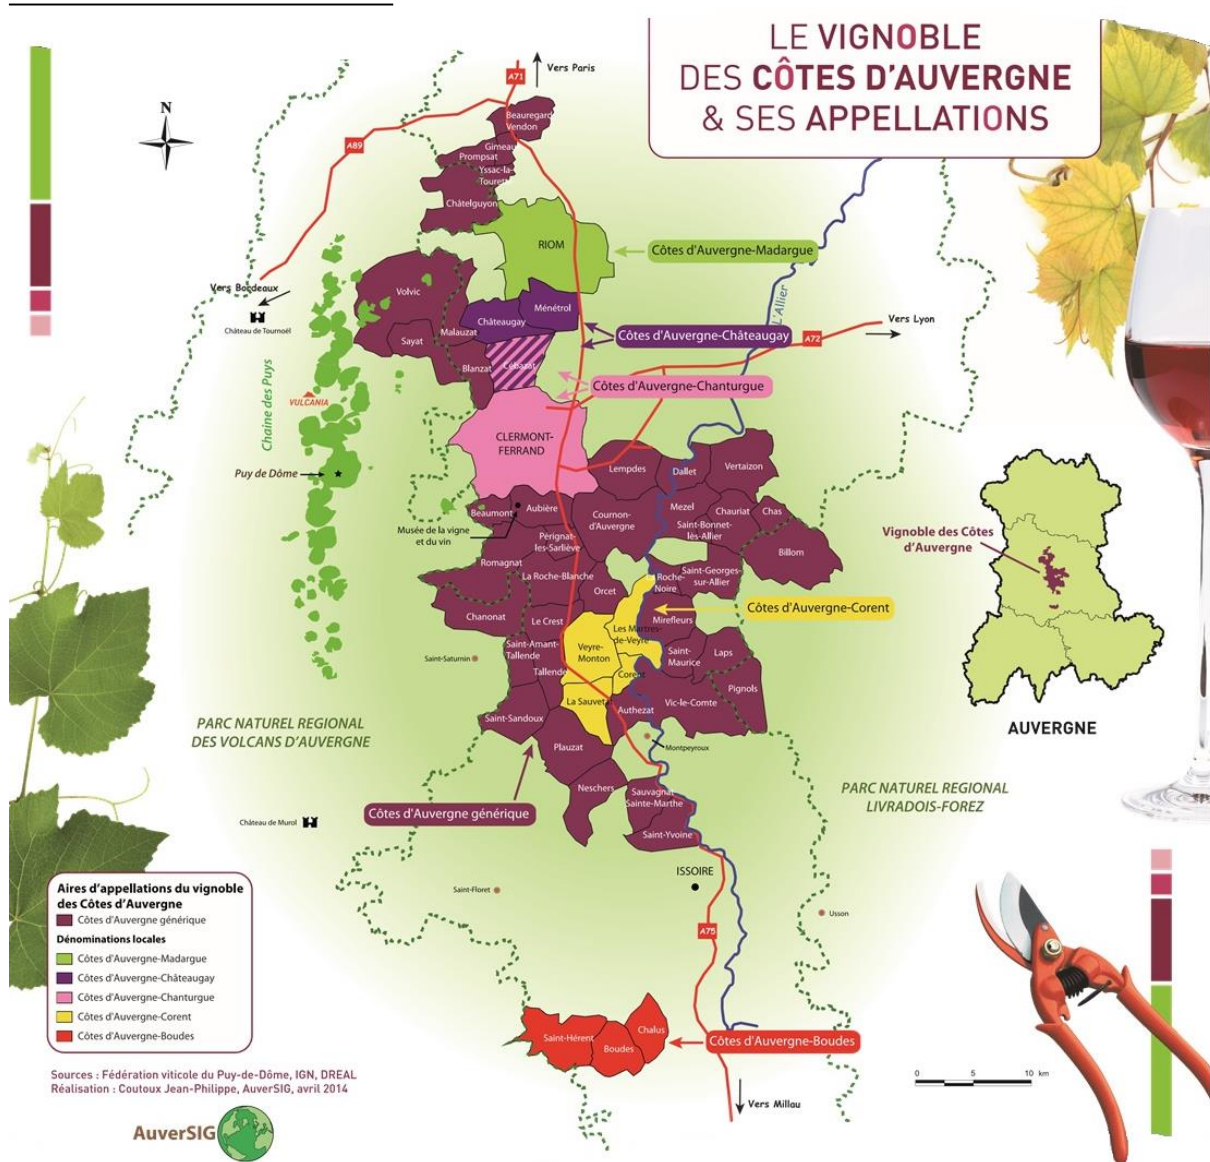 LE VIGNOBLE
DES CÔTES D'AUVERGNE
& SES APPELLATIONS
N
A71
Vers Paris
A89
Beauregard
Vendon
Gimeau
Prompsat
Yssac-la-
Tourette
Châtelguyon
RIOM
Côtes d'Auvergne-Madargue
Vers Bordeaux
Château de Tournoël
Volvic
Ménétrol
Châteaugay
Malauzat
Sayat
Côtes d'Auvergne-Châteaugay
L'Allier
Vers Lyon
A72
Cébazat
Blanzat
Côtes d'Auvergne-Chanturgue
Chaine des Puys
VULCANIA
Puy de Dôme
CLERMONT-
FERRAND
Lempdes
Dallet
Vertaizon
Musée de la vigne
et du vin
Beaumont
Aubière
Cournon-
d'Auvergne
Mezel
Chauriat
Chas
Saint-Bonnet-
lès-Allier
Billom
Pérignat-
lès-Sarliève
Romagnat
La Roche-Blanche
Orcet
La Roche-
Noire
Saint-Georges-
sur-Allier
Vignoble des Côtes
d'Auvergne
Chanonat
Le Crest
Les Martres-
de-Veyre
Mirefleurs
Côtes d'Auvergne-Corent
Saint-Amant-
Tallende
Tallende
Veyre-
Monton
Saint-
Maurice
Laps
Saint-Saturnin
Corent
Pignols
La Sauvetat
Authezat
Vic-le-Comte
Saint-Sandoux
Plauzat
Montpeyroux
AUVERGNE
PARC NATUREL REGIONAL
DES VOLCANS D'AUVERGNE
PARC NATUREL REGIONAL
LIVRADOIS-FOREZ
Neschers
Sauvagnat
Sainte-Marthe
Saint-Yvoine
Côtes d'Auvergne générique
Château de Murol
ISSOIRE
Saint-Floret
Usson
A75
Aires d'appellations du vignoble
des Côtes d'Auvergne
Côtes d'Auvergne générique
Dénominations locales
Côtes d'Auvergne-Madargue
Côtes d'Auvergne-Châteaugay
Côtes d'Auvergne-Chanturgue
Côtes d'Auvergne-Corent
Côtes d'Auvergne-Boudes
Saint-Hérent
Boudes
Chalus
Côtes d'Auvergne-Boudes
0 5 10 km
Vers Millau
Sources : Fédération viticole du Puy-de-Dôme, IGN, DREAL
Réalisation : Coutoux Jean-Philippe, AuverSIG, avril 2014
AuverSIG